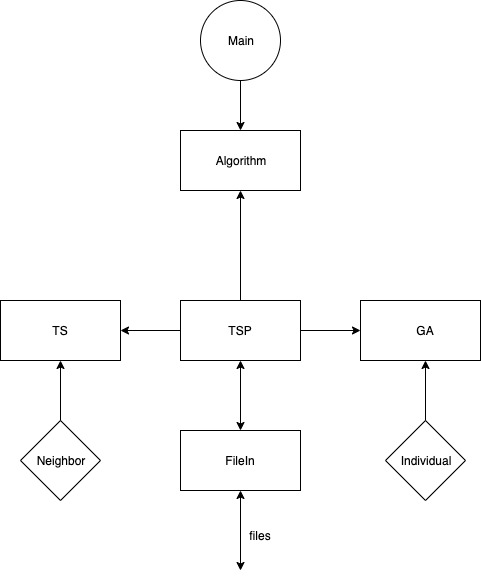 Main
Algorithm
TS
TSP
GA
Neighbor
FileIn
Individual
files